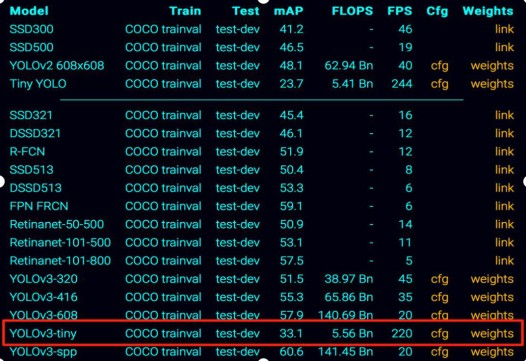 Model Train Test mAP FLOPS FPS Cfg Weights
SSD300 COCO trainval test-dev 41.2 - 46 link
SSD500 COCO trainval test-dev 46.5 - 19 link
YOLOv2 608x608 COCO trainval test-dev 48.1 62.94 Bn 40 cfg weights
Tiny YOLO COCO trainval test-dev 23.7 5.41 Bn 244 cfg weights
SSD321 COCO trainval test-dev 45.4 - 16 link
DSSD321 COCO trainval test-dev 46.1 - 12 link
R-FCN COCO trainval test-dev 51.9 - 12 link
SSD513 COCO trainval test-dev 50.4 - 8 link
DSSD513 COCO trainval test-dev 53.3 - 6 link
FPN FRCN COCO trainval test-dev 59.1 - 6 link
Retinanet-50-500 COCO trainval test-dev 50.9 - 14 link
Retinanet-101-500 COCO trainval test-dev 53.1 - 11 link
Retinanet-101-800 COCO trainval test-dev 57.5 - 5 link
YOLOv3-320 COCO trainval test-dev 51.5 38.97 Bn 45 cfg weights
YOLOv3-416 COCO trainval test-dev 55.3 65.86 Bn 35 cfg weights
YOLOv3-608 COCO trainval test-dev 57.9 140.69 Bn 20 cfg weights
YOLOv3-tiny COCO trainval test-dev 33.1 5.56 Bn 220 cfg weights
YOLOv3-spp COCO trainval test-dev 60.6 141.45 Bn 20 cfg weights